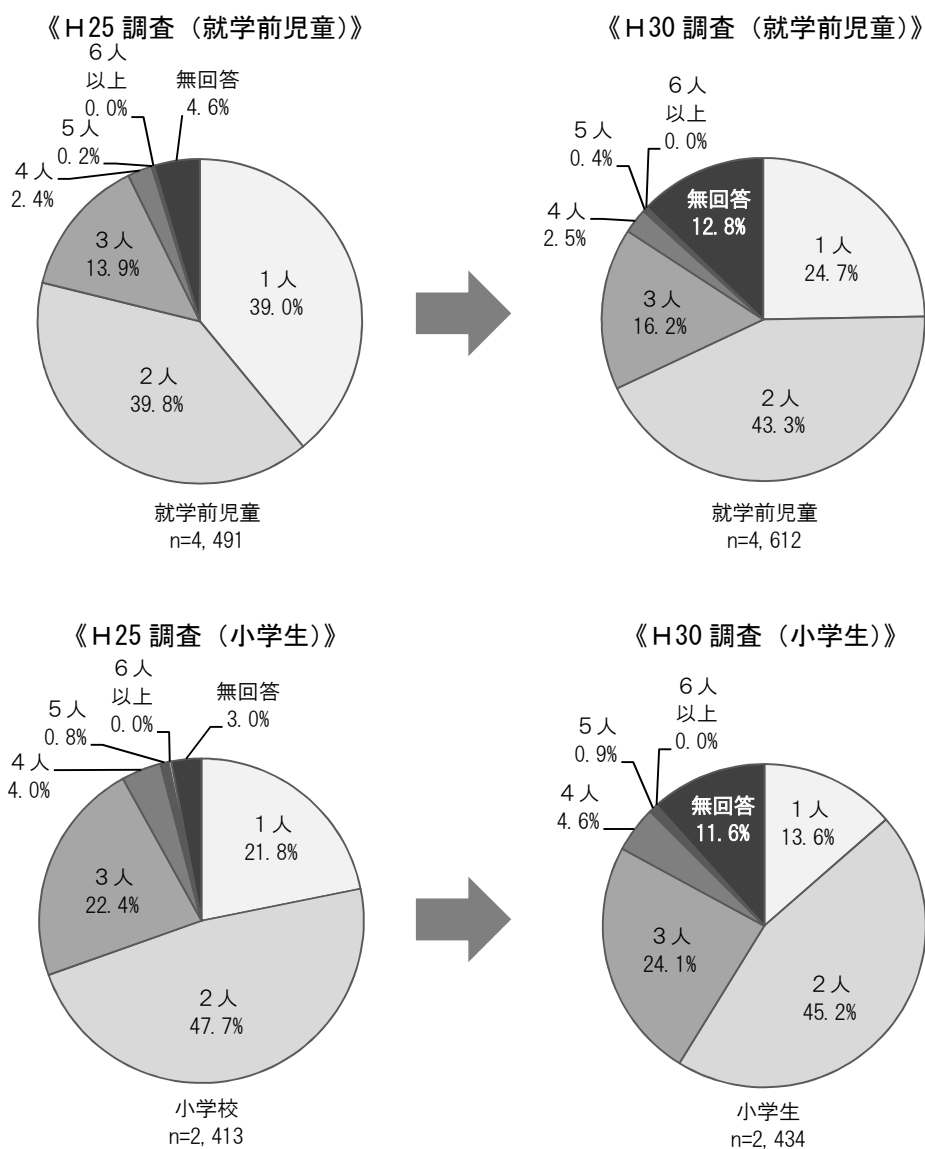 《Ｈ25 調査（就学前児童）》
６人
以上
0.0%
無回答
4.6%
５人
0.2%
４人
2.4%
３人
13.9%
１人
39.0%
２人
39.8%
就学前児童
n=4,491
《Ｈ30 調査（就学前児童）》
６人
以上
0.0%
５人
0.4%
４人
2.5%
無回答
12.8%
１人
24.7%
３人
16.2%
２人
43.3%
就学前児童
n=4,612
《Ｈ25 調査（小学生）》
６人
以上
0.0%
無回答
3.0%
５人
0.8%
４人
4.0%
１人
21.8%
３人
22.4%
２人
47.7%
小学校
n=2,413
《Ｈ30 調査（小学生）》
６人
以上
0.0%
５人
0.9%
４人
4.6%
無回答
11.6%
１人
13.6%
３人
24.1%
２人
45.2%
小学生
n=2,434